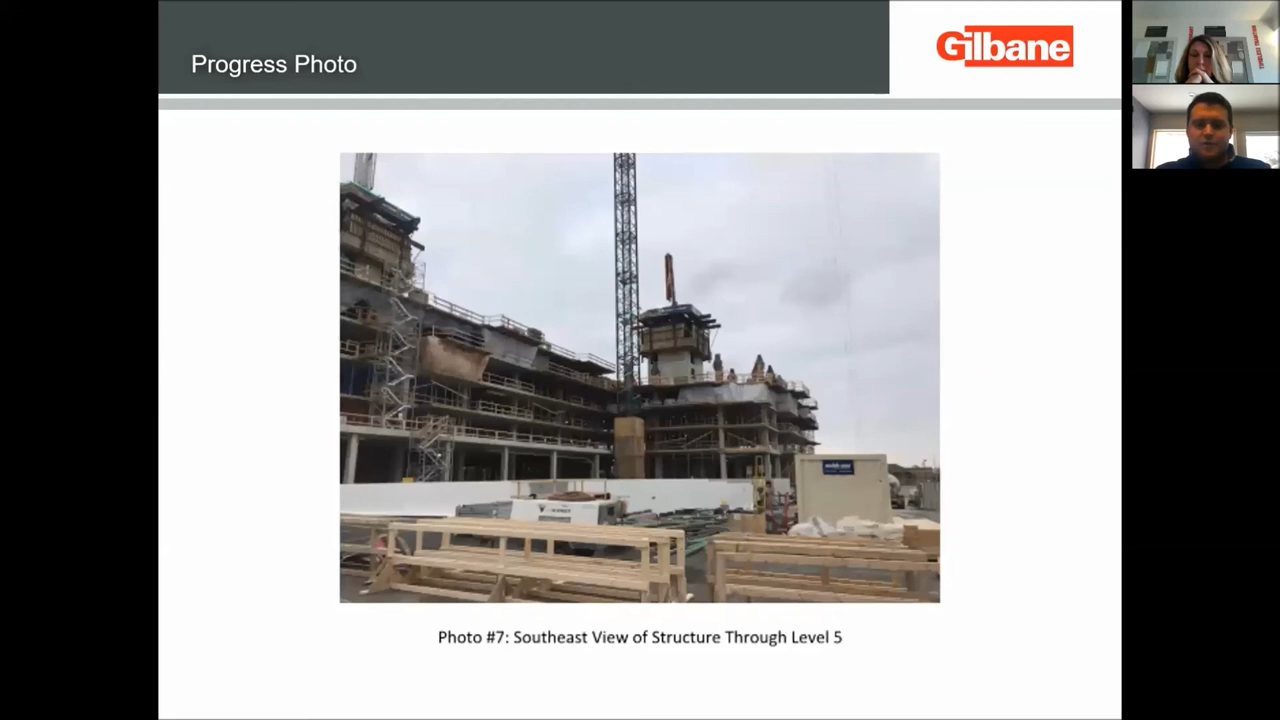 Progress Photo
Gilbane
Photo #7: Southeast View of Structure Through Level 5